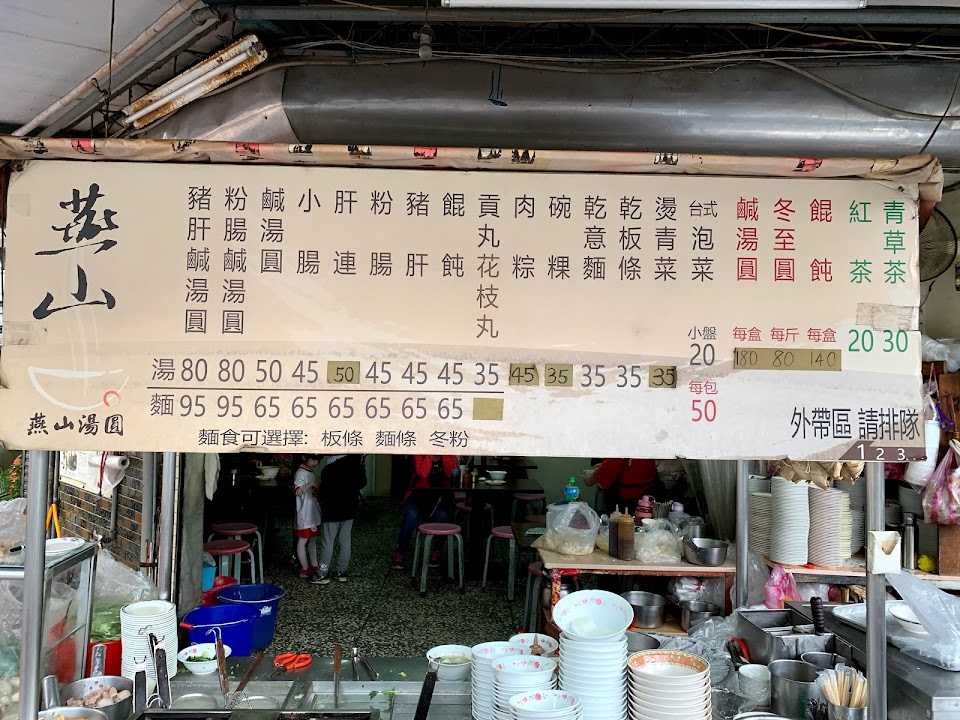 燕山
燕山湯圓
豬肝鹹湯圓
粉腸鹹湯圓
鹹湯圓
小腸
肝連
粉腸
豬肝
餛飩
貢丸花枝丸
肉粽
碗粿
乾意麵
乾板條
燙青菜
台式泡菜
鹹湯圓
冬至圓
餛飩
紅茶
青草茶
湯 80 80 50 45 50 45 45 45 35 45 35 35 35 35
麵 95 95 65 65 65 65 65 65
小盤
20
每包
50
每盒 每斤 每盒
180 80 140
20 30
麵食可選擇: 板條 麵條 冬粉
外帶區 請排隊
1 2 3